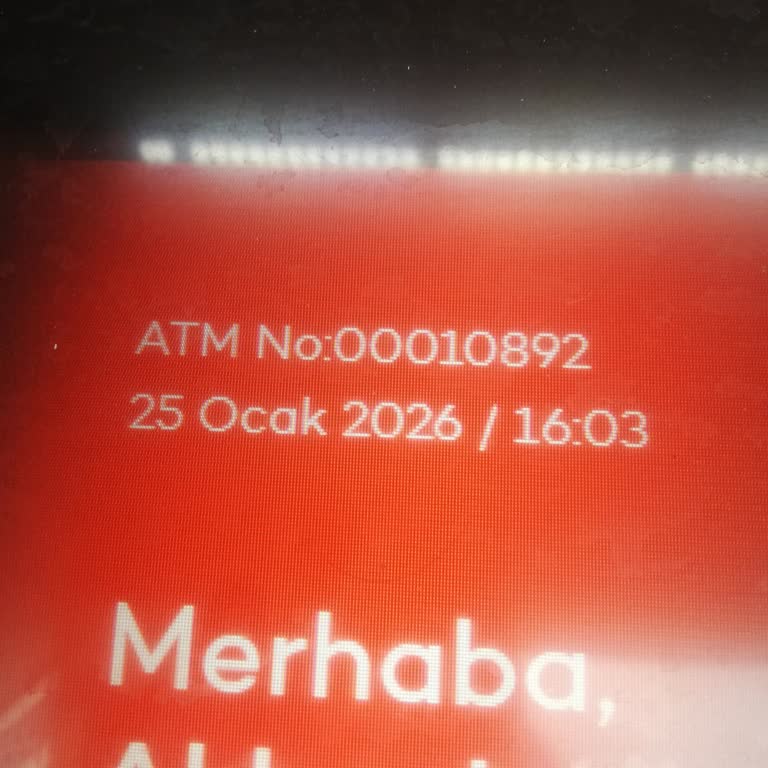 ATM No:00010892
25 Ocak 2026 / 16:03
Merhaba,